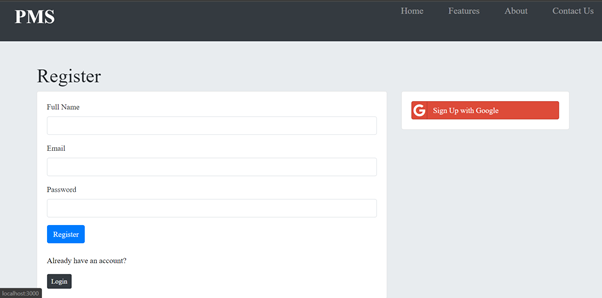 PMS
Home Features About Contact Us
Register
Full Name
Email
Password
Register
Already have an account?
Login
Sign Up with Google
localhost:3000